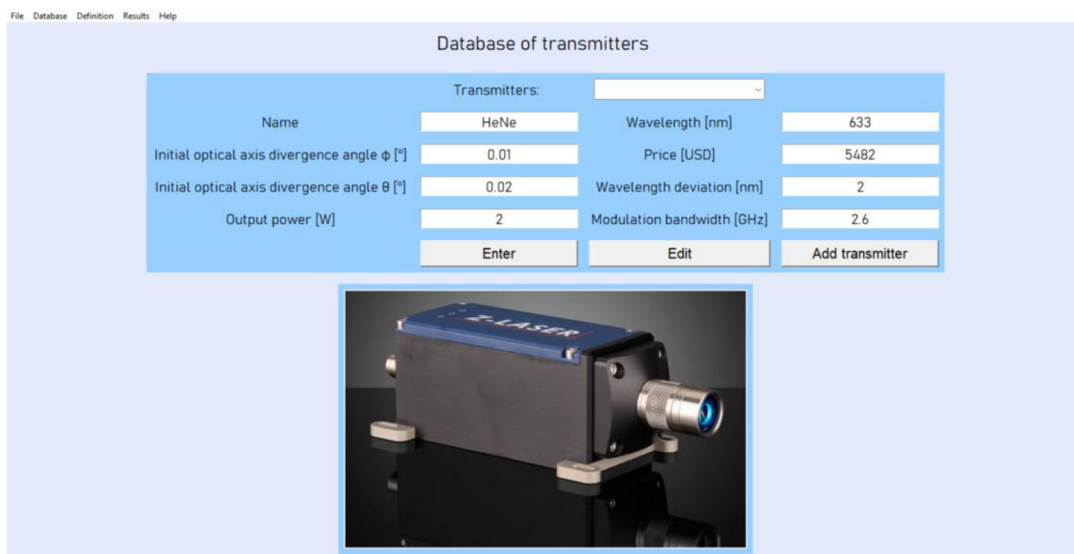 File Database Definition Results Help
Database of transmitters
Transmitters:
Name HeNe Wavelength [nm] 633
Initial optical axis divergence angle ϕ [°] 0.01 Price [USD] 5482
Initial optical axis divergence angle θ [°] 0.02 Wavelength deviation [nm] 2
Output power [W] 2 Modulation bandwidth [GHz] 2.6
Enter Edit Add transmitter
Z-LASER